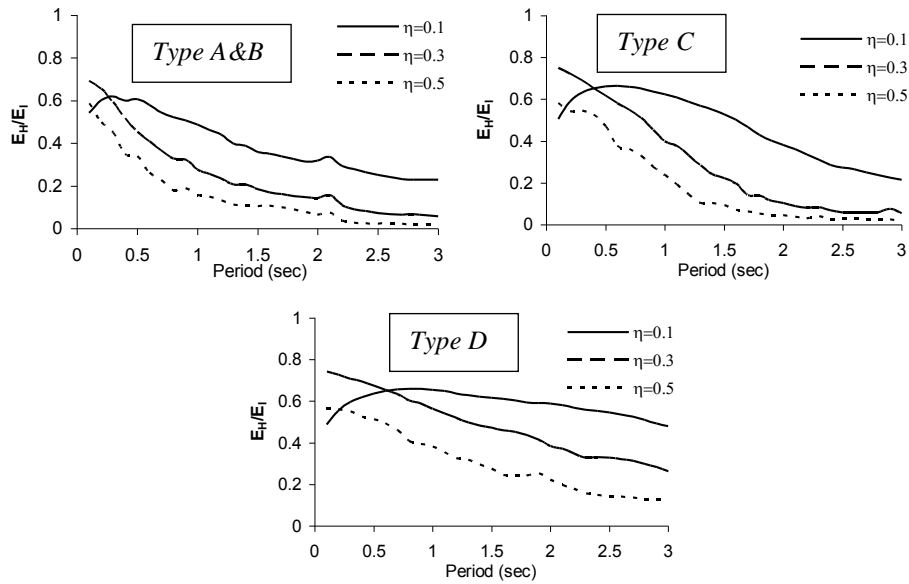 Type A&B
η=0.1
η=0.3
η=0.5
E_H/E_I
1
0.8
0.6
0.4
0.2
0
0 0.5 1 1.5 2 2.5 3
Period (sec)
Type C
η=0.1
η=0.3
η=0.5
E_H/E_I
1
0.8
0.6
0.4
0.2
0
0 0.5 1 1.5 2 2.5 3
Period (sec)
Type D
η=0.1
η=0.3
η=0.5
E_H/E_I
1
0.8
0.6
0.4
0.2
0
0 0.5 1 1.5 2 2.5 3
Period (sec)